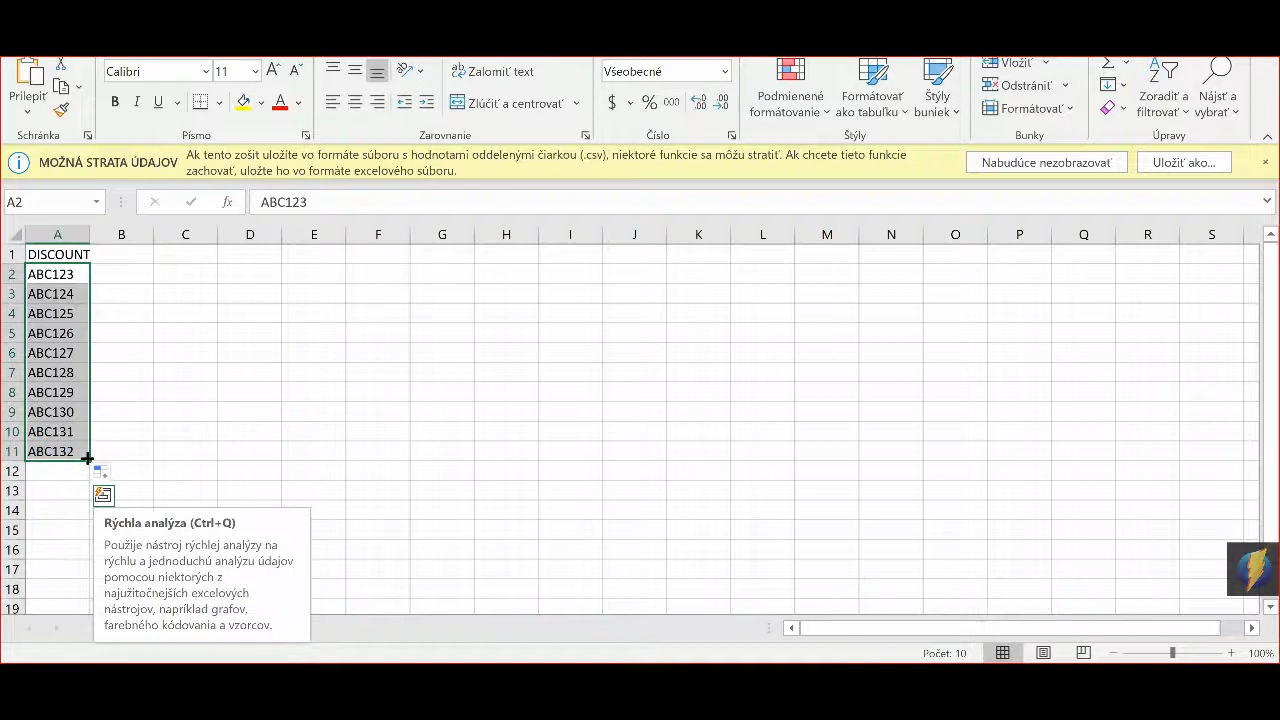 Prilepiť
Schránka
Calibri
11
B I U
Písmo
Zalomiť text
Zlúčiť a centrovať
Zarovnanie
Všeobecné
$ % 000
Číslo
Podmienené
formátovanie
Formátovať
ako tabuľku
Štýly
buniek
Štýly
Vložiť
Odstrániť
Formátovať
Bunky
Zoradiť a
filtrovať
Nájsť a
vybrať
Úpravy
MOŽNÁ STRATA ÚDAJOV
Ak tento zošit uložíte vo formáte súboru s hodnotami oddelenými čiarkou (.csv), niektoré funkcie sa môžu stratiť. Ak chcete tieto funkcie
zachovať, uložte ho vo formáte excelového súboru.
Nabudúce nezobrazovať
Uložiť ako...
A2
fx
ABC123
A B C D E F G H I J K L M N O P Q R S
1 DISCOUNT
2 ABC123
3 ABC124
4 ABC125
5 ABC126
6 ABC127
7 ABC128
8 ABC129
9 ABC130
10 ABC131
11 ABC132
12
13
14
15
16
17
18
19
Rýchla analýza (Ctrl+Q)
Použije nástroj rýchlej analýzy na
rýchlu a jednoduchú analýzu údajov
pomocou niektorých z
najužitočnejších excelových
nástrojov, napríklad grafov,
farebného kódovania a vzorcov.
Počet: 10
100%